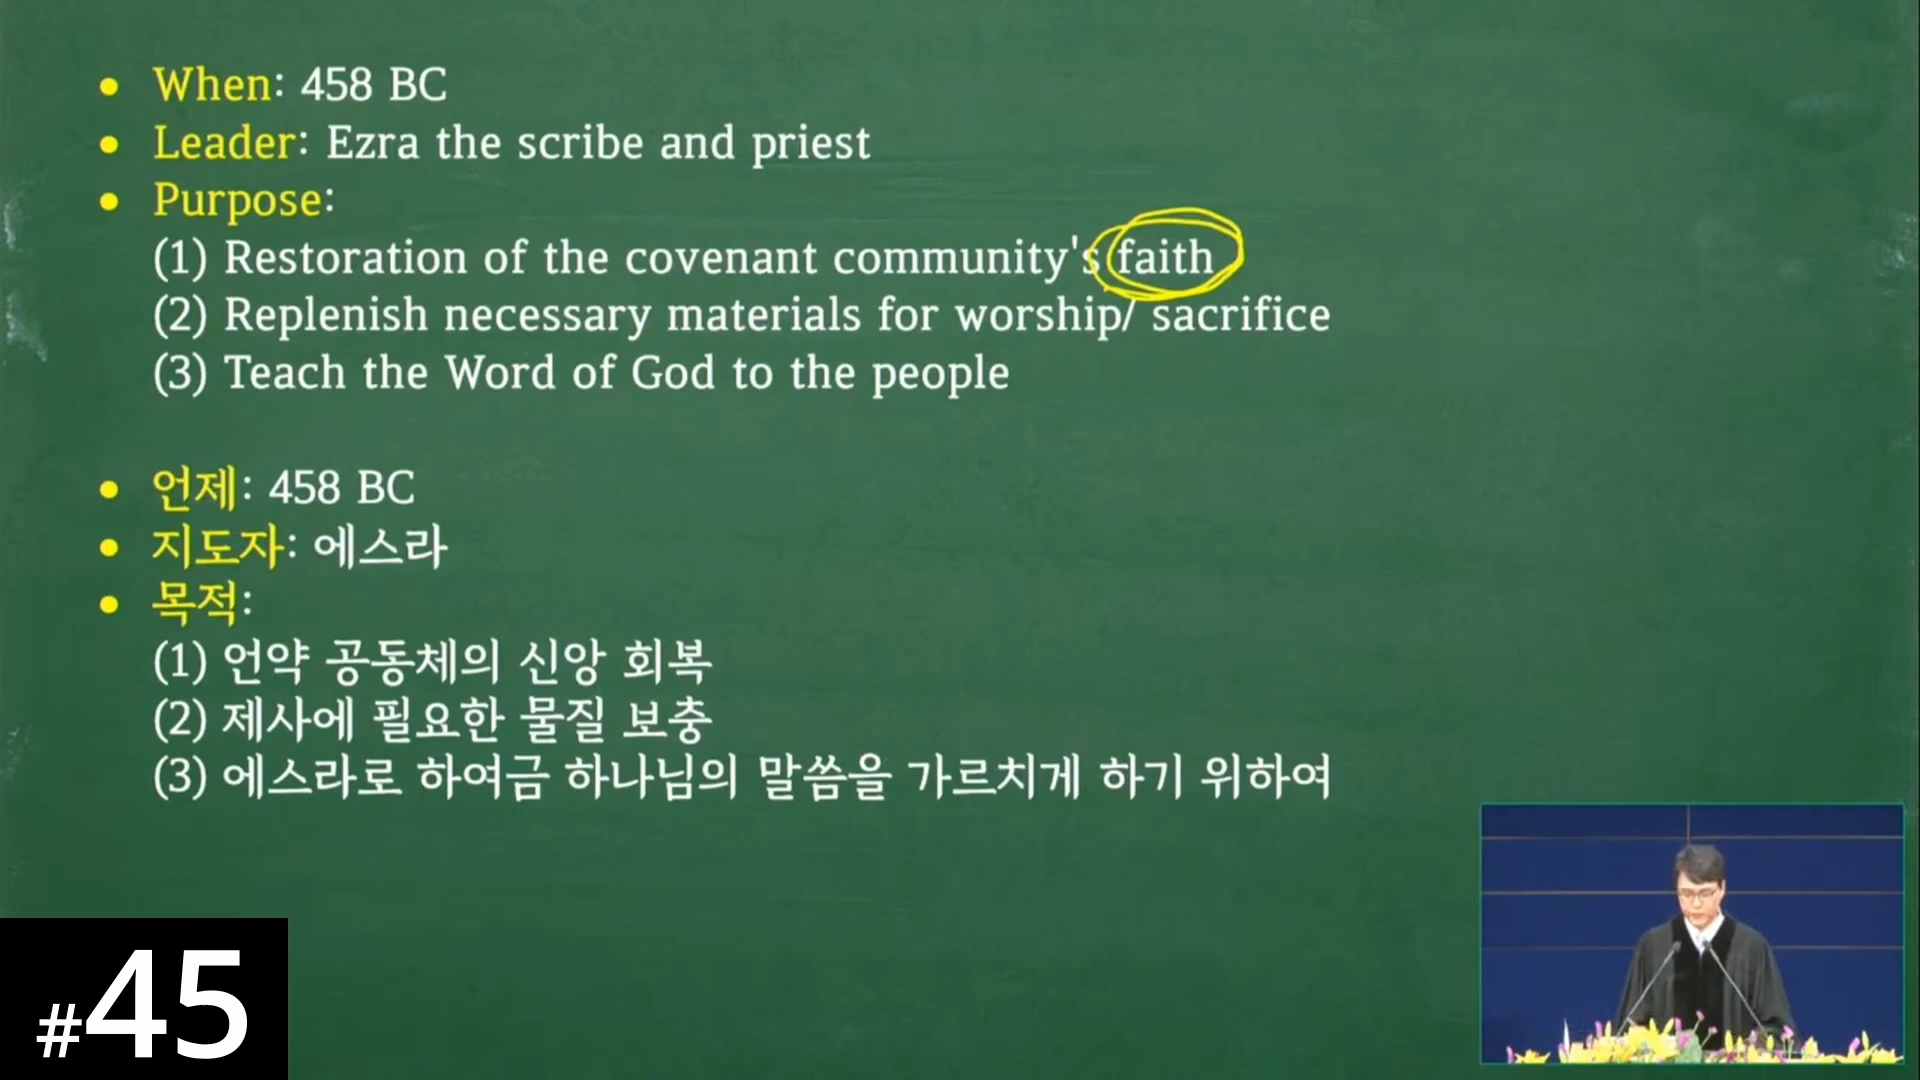 • When: 458 BC
• Leader: Ezra the scribe and priest
• Purpose:
(1) Restoration of the covenant community's faith
(2) Replenish necessary materials for worship/ sacrifice
(3) Teach the Word of God to the people
• 언제: 458 BC
• 지도자: 에스라
• 목적:
(1) 언약 공동체의 신앙 회복
(2) 제사에 필요한 물질 보충
(3) 에스라로 하여금 하나님의 말씀을 가르치게 하기 위하여
#45